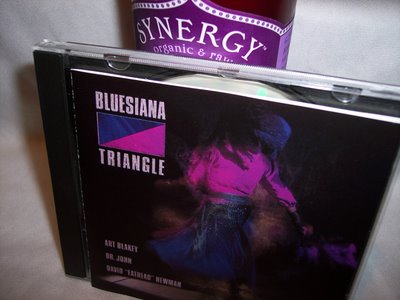 SYNERGY
organic & raw
BLUESIANA
TRIANGLE
ART BLAKEY
DR. JOHN
DAVID "FATHEAD" NEWMAN